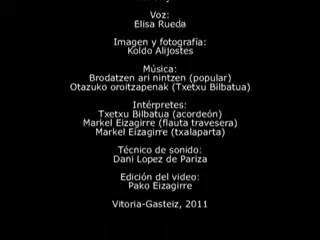 Voz:
Elisa Rueda
Imagen y fotografía:
Koldo Alijostes
Música:
Brodatzen ari nintzen (popular)
Otazuko oroitzapenak (Txetxu Bilbatua)
Intérpretes:
Txetxu Bilbatua (acordeón)
Markel Eizagirre (flauta travesera)
Markel Eizagirre (txalaparta)
Técnico de sonido:
Dani Lopez de Pariza
Edición del video:
Pako Eizagirre
Vitoria-Gasteiz, 2011